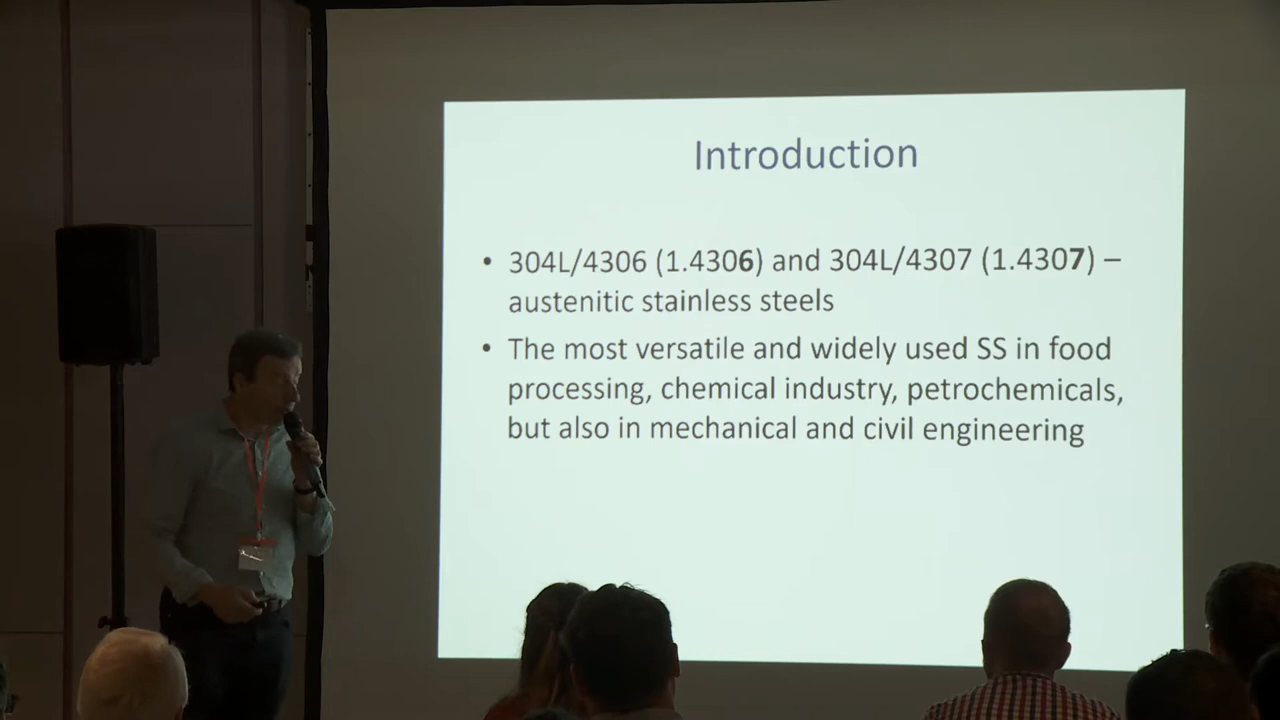 Introduction
• 304L/4306 (1.4306) and 304L/4307 (1.4307) –
austenitic stainless steels
• The most versatile and widely used SS in food
processing, chemical industry, petrochemicals,
but also in mechanical and civil engineering